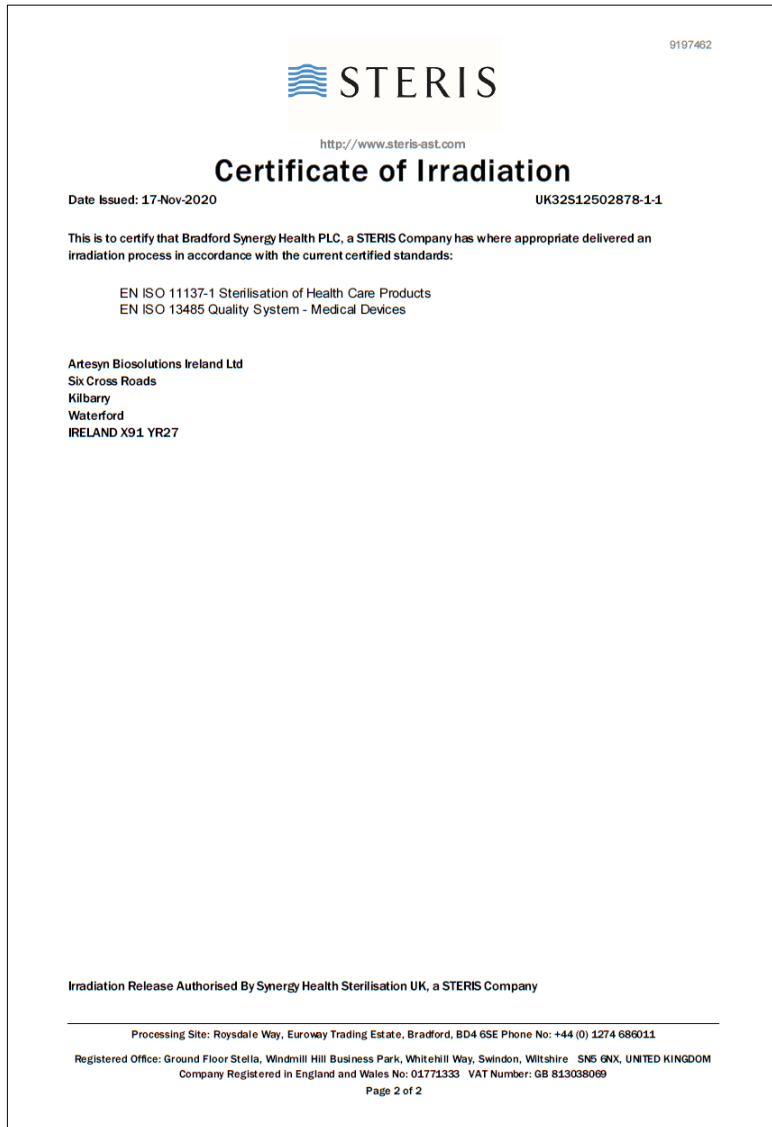 9197462
STERIS
http://www.steris-ast.com
Certificate of Irradiation
Date Issued: 17-Nov-2020 UK32S12502878-1-1
This is to certify that Bradford Synergy Health PLC, a STERIS Company has where appropriate delivered an
irradiation process in accordance with the current certified standards:
EN ISO 11137-1 Sterilisation of Health Care Products
EN ISO 13485 Quality System - Medical Devices
Artesyn Biosolutions Ireland Ltd
Six Cross Roads
Kilbarry
Waterford
IRELAND X91 YR27
Irradiation Release Authorised By Synergy Health Sterilisation UK, a STERIS Company
Processing Site: Roysdale Way, Euroway Trading Estate, Bradford, BD4 6SE Phone No: +44 (0) 1274 686011
Registered Office: Ground Floor Stella, Windmill Hill Business Park, Whitehill Way, Swindon, Wiltshire SN5 6NX, UNITED KINGDOM
Company Registered in England and Wales No: 01771333 VAT Number: GB 813038069
Page 2 of 2